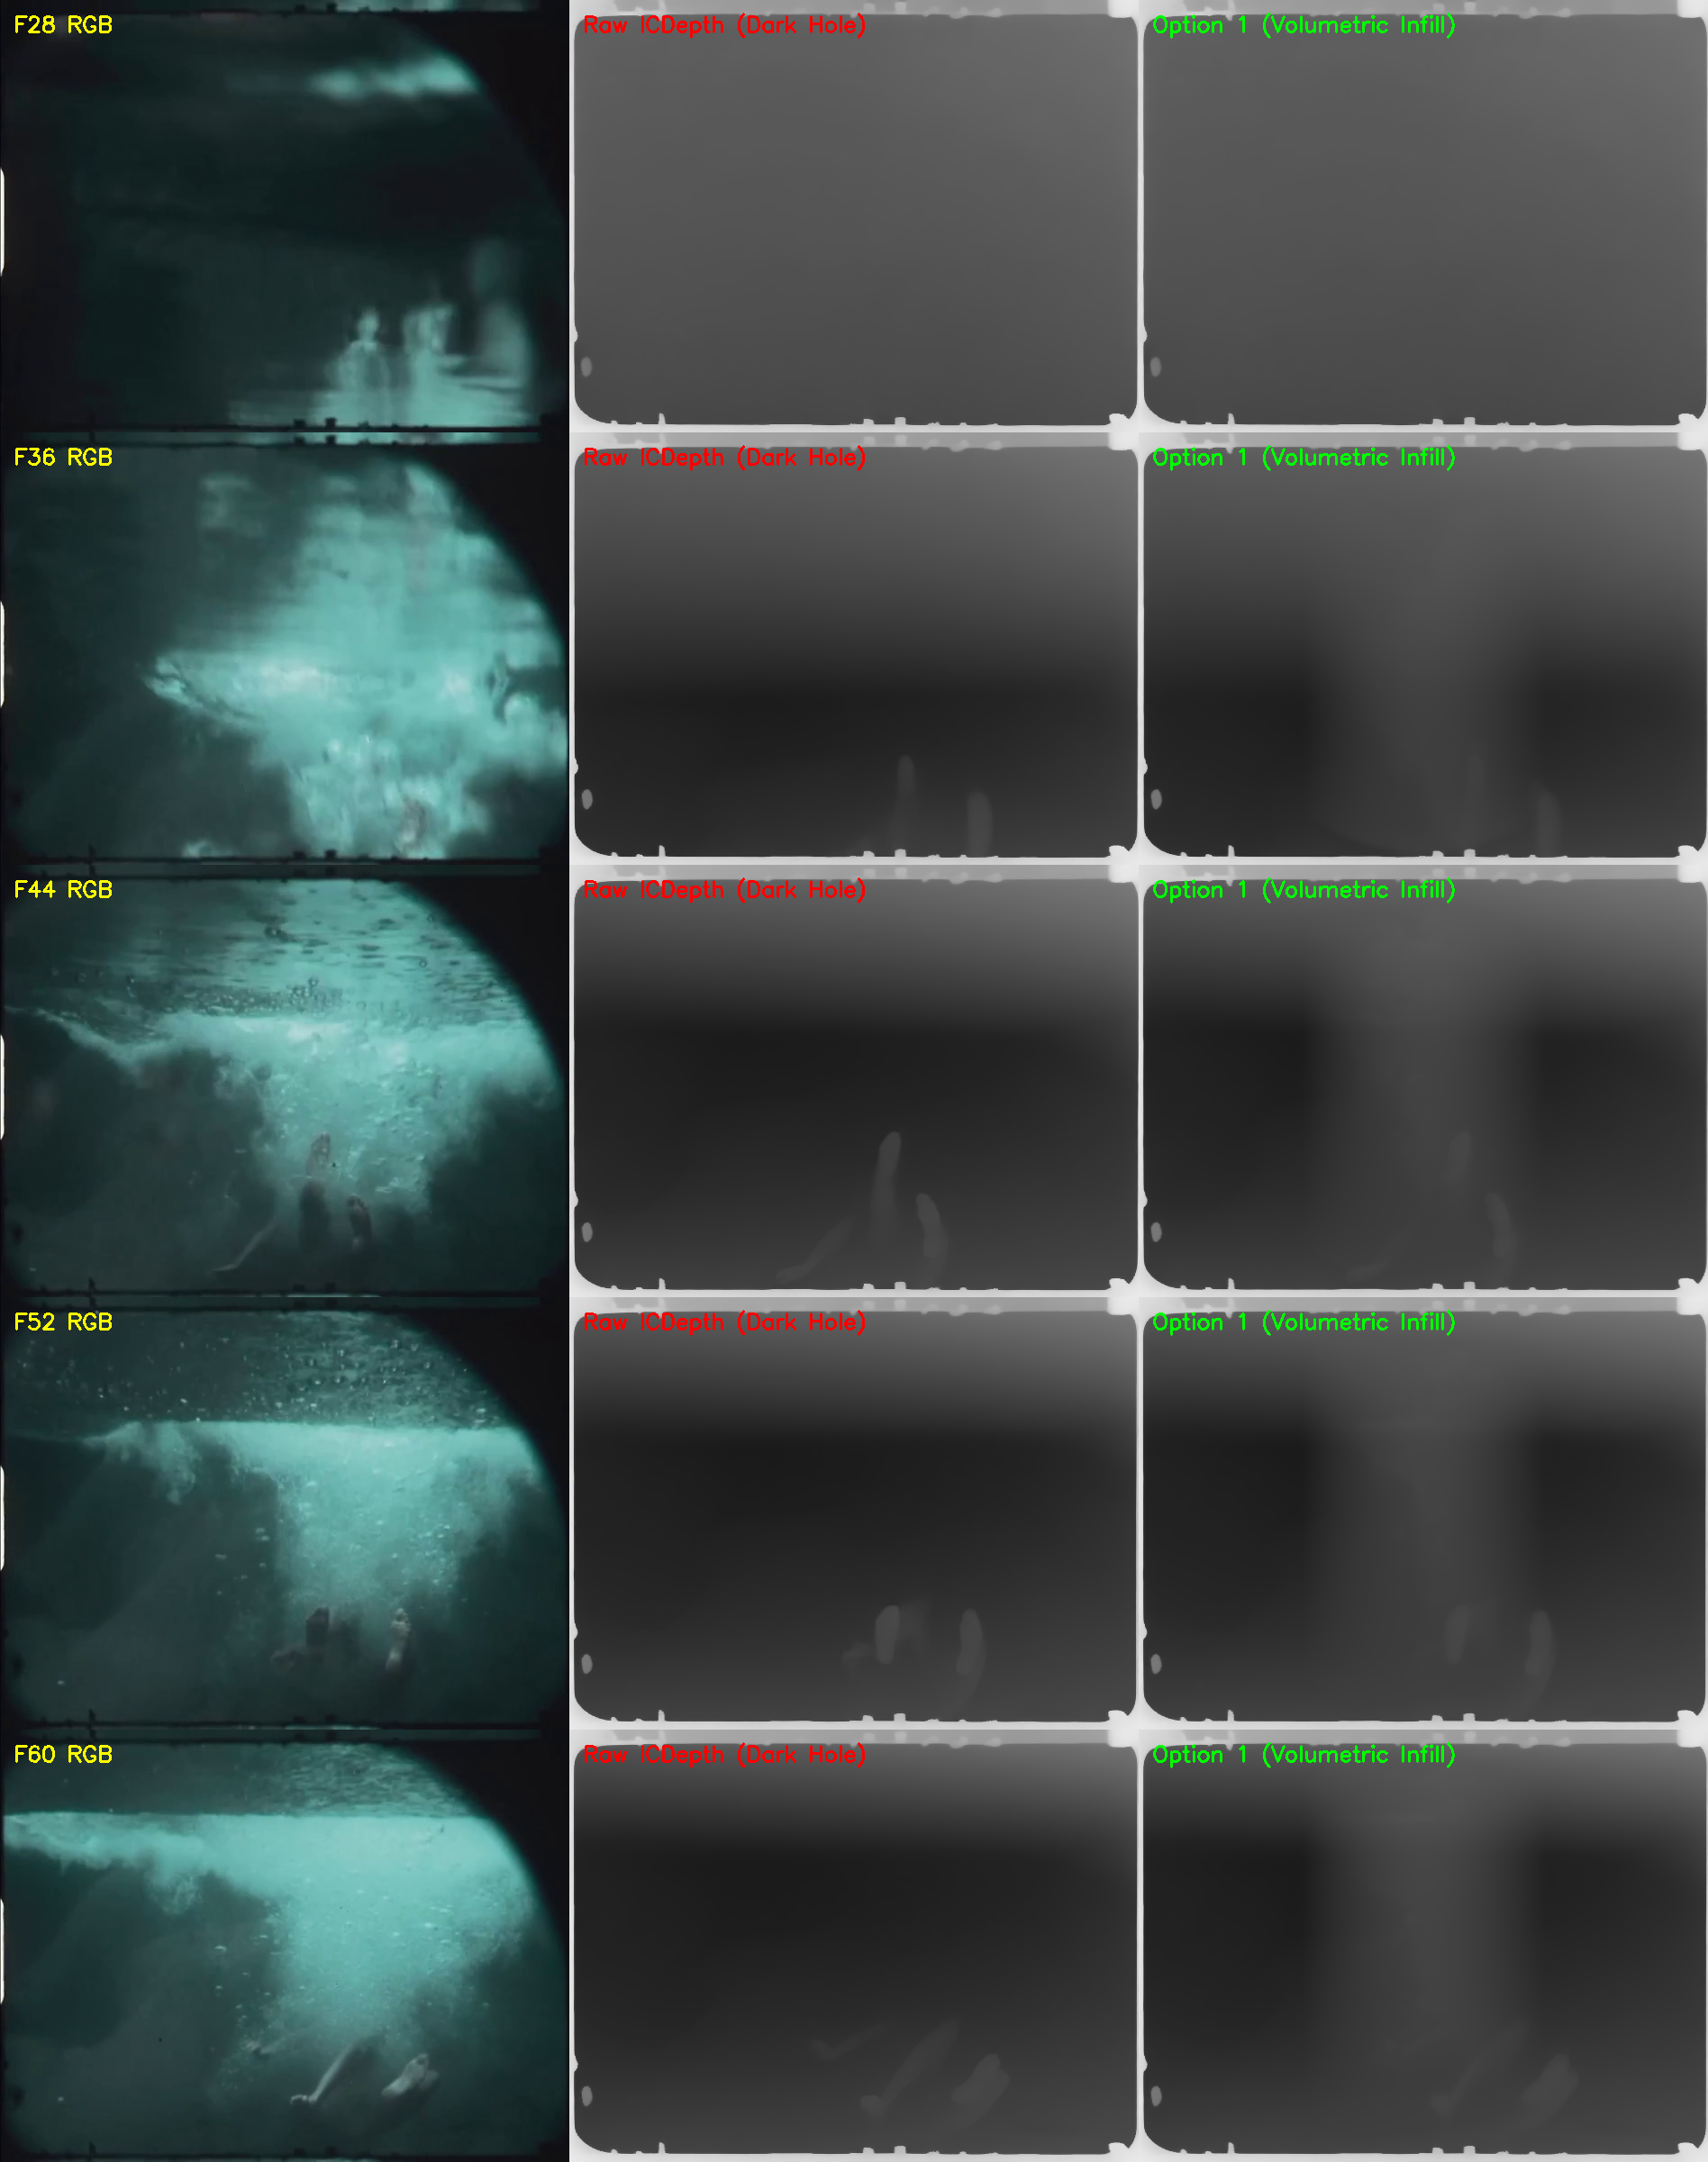 F28 RGB Raw ICDepth (Dark Hole) Option 1 (Volumetric Infill)
F36 RGB Raw ICDepth (Dark Hole) Option 1 (Volumetric Infill)
F44 RGB Raw ICDepth (Dark Hole) Option 1 (Volumetric Infill)
F52 RGB Raw ICDepth (Dark Hole) Option 1 (Volumetric Infill)
F60 RGB Raw ICDepth (Dark Hole) Option 1 (Volumetric Infill)